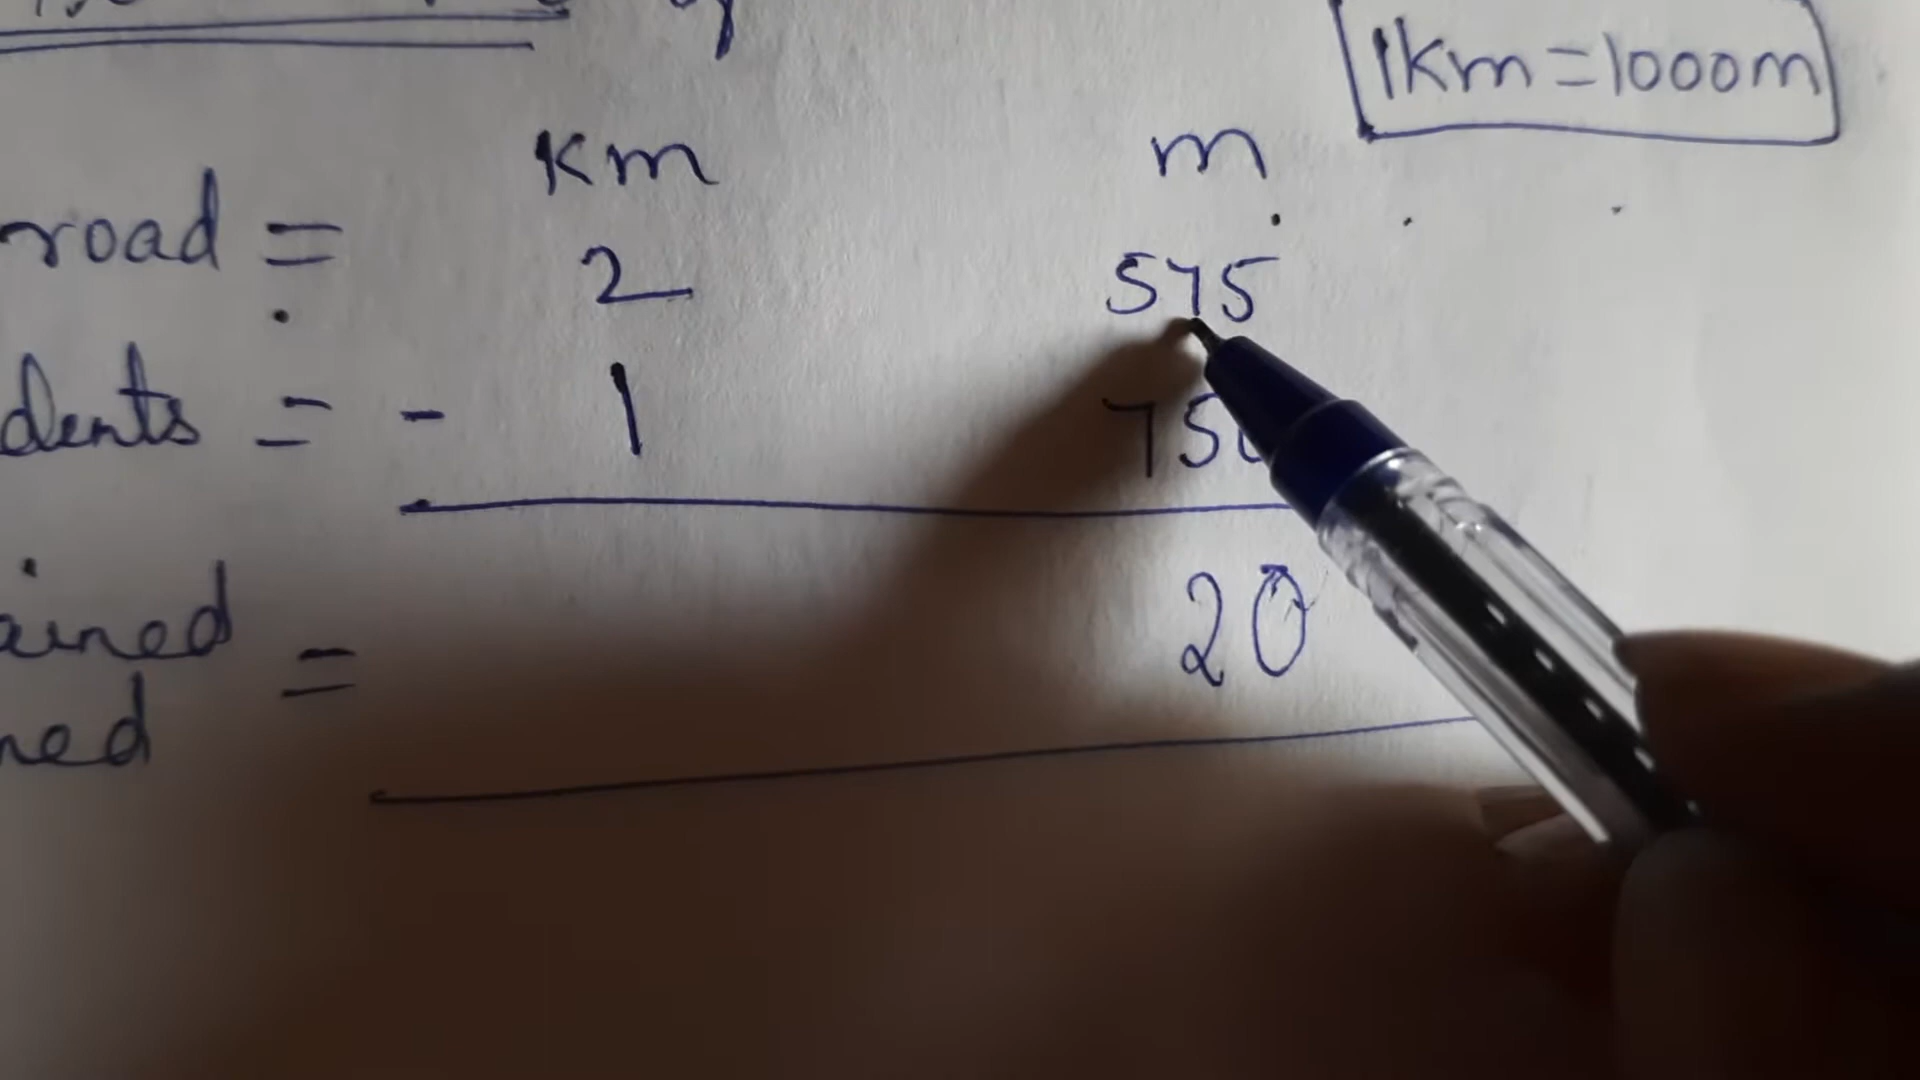 1km=1000m
km m
road = 2 575
dents = - 1 75
20
ained =
ned